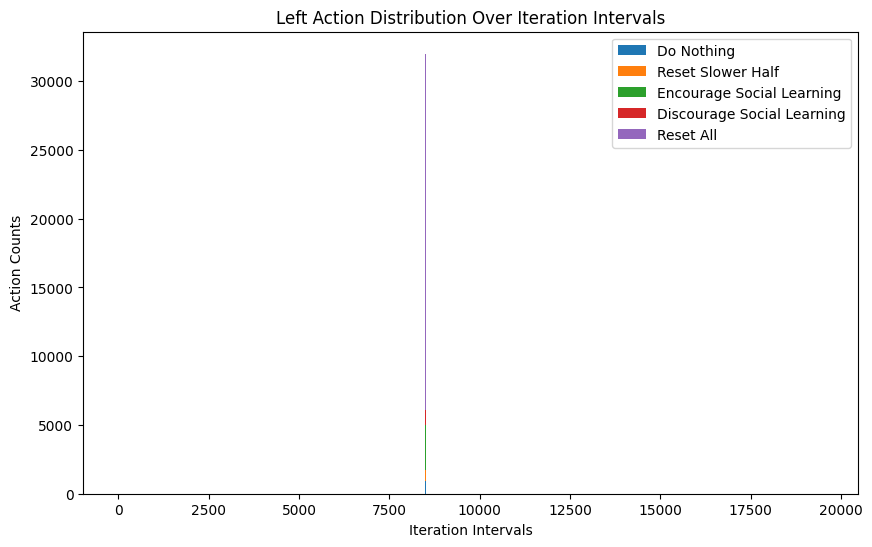 Left Action Distribution Over Iteration Intervals
Do Nothing
Reset Slower Half
Encourage Social Learning
Discourage Social Learning
Reset All
Action Counts
30000
25000
20000
15000
10000
5000
0
0 2500 5000 7500 10000 12500 15000 17500 20000
Iteration Intervals